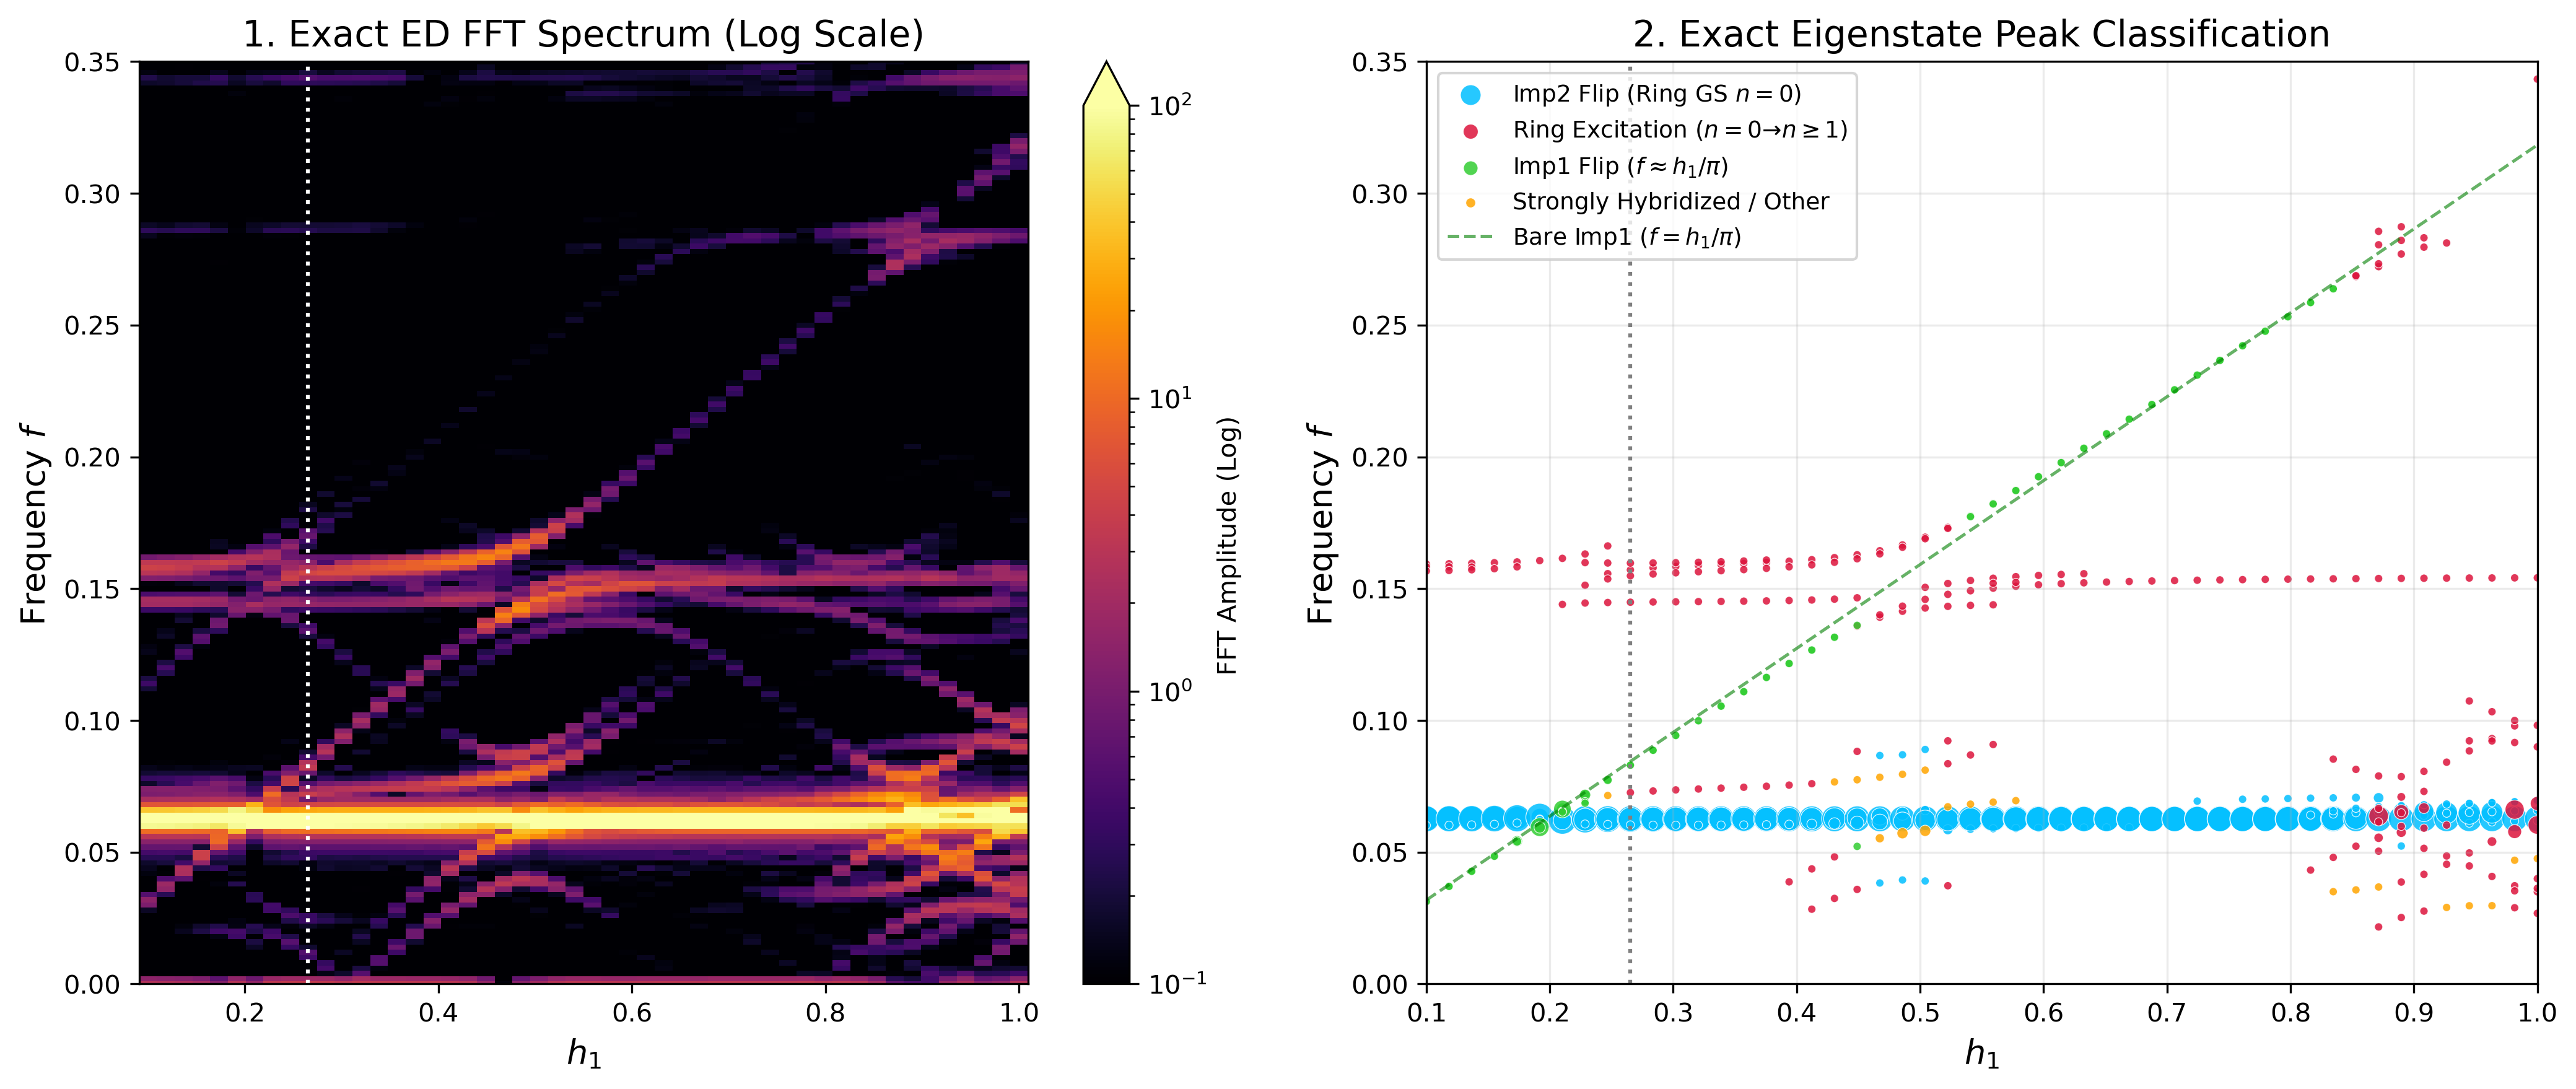 1. Exact ED FFT Spectrum (Log Scale)
Frequency f
0.35
0.30
0.25
0.20
0.15
0.10
0.05
0.00
0.2
0.4
0.6
0.8
1.0
h₁
10²
10¹
10⁰
10⁻¹
FFT Amplitude (Log)
2. Exact Eigenstate Peak Classification
Frequency f
0.35
0.30
0.25
0.20
0.15
0.10
0.05
0.00
Imp2 Flip (Ring GS n = 0)
Ring Excitation (n = 0→n ≥ 1)
Imp1 Flip (f ≈ h₁/π)
Strongly Hybridized / Other
Bare Imp1 (f = h₁/π)
0.1
0.2
0.3
0.4
0.5
0.6
0.7
0.8
0.9
1.0
h₁